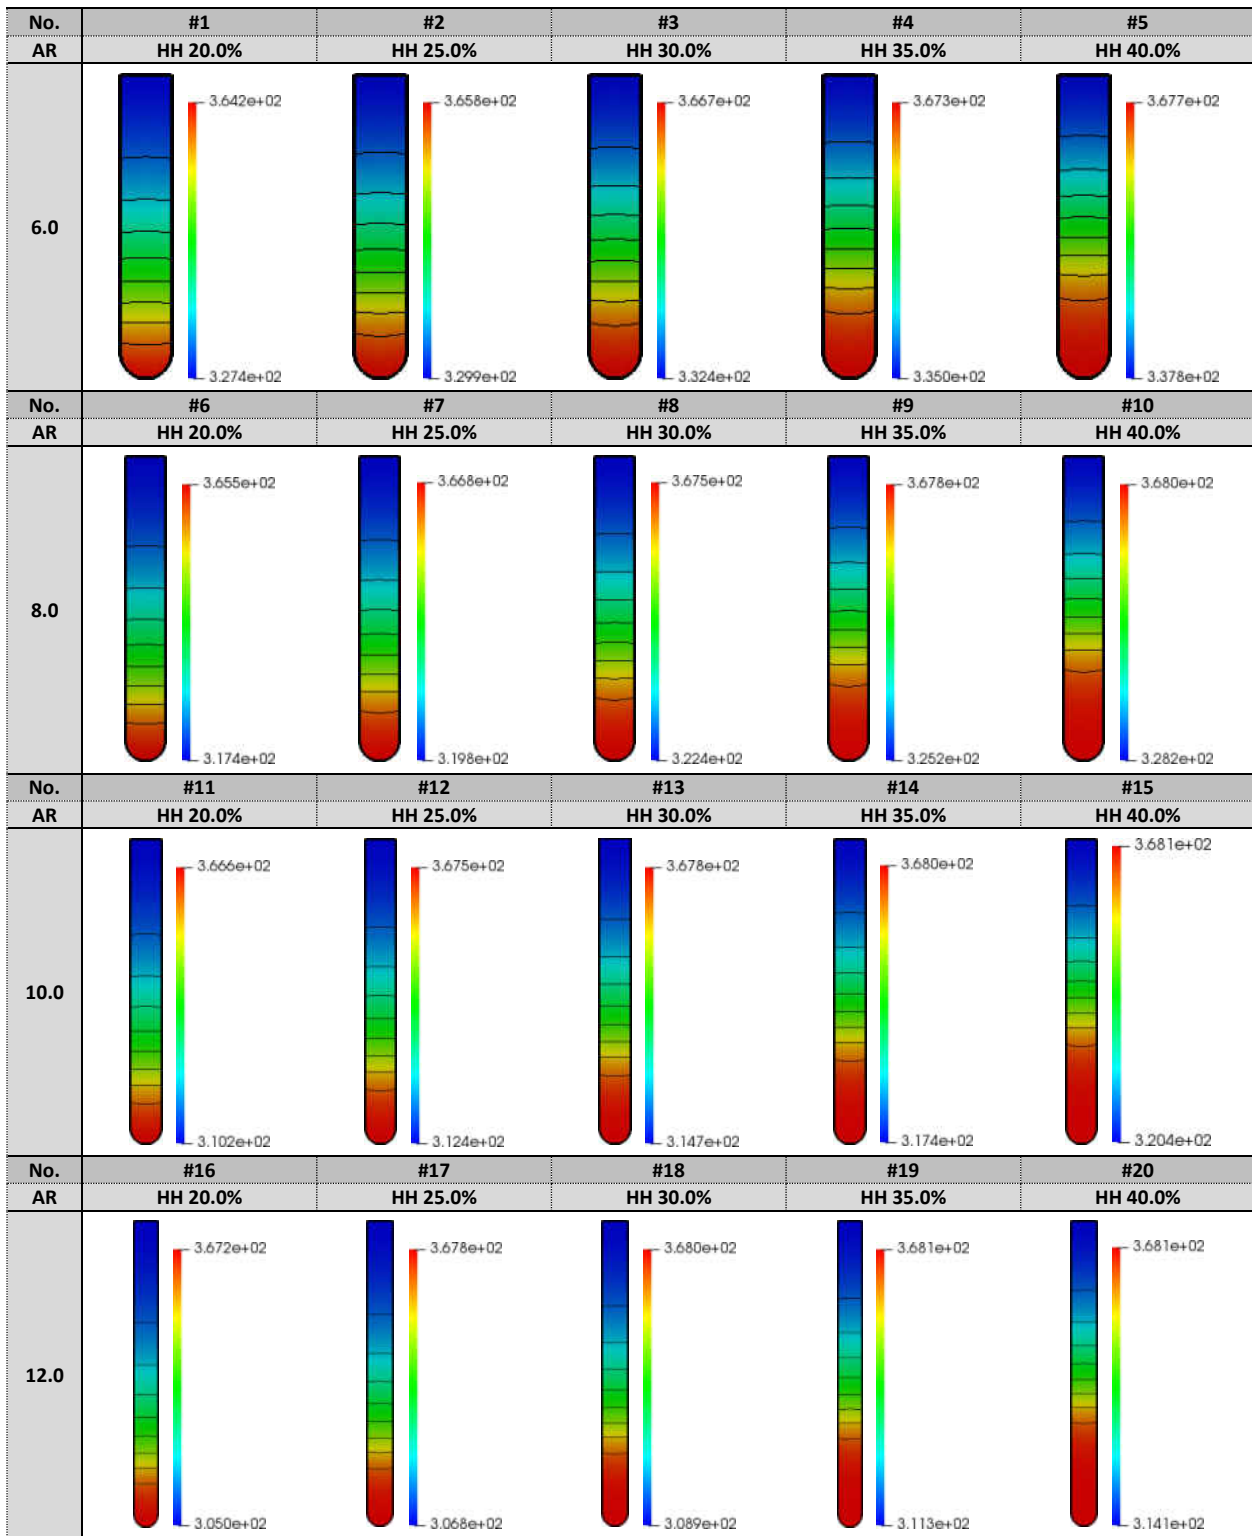 No. #1 #2 #3 #4 #5
AR HH 20.0% HH 25.0% HH 30.0% HH 35.0% HH 40.0%
3.642e+02 3.658e+02 3.667e+02 3.673e+02 3.677e+02
6.0
3.274e+02 3.299e+02 3.324e+02 3.350e+02 3.378e+02
No. #6 #7 #8 #9 #10
AR HH 20.0% HH 25.0% HH 30.0% HH 35.0% HH 40.0%
3.655e+02 3.668e+02 3.675e+02 3.678e+02 3.680e+02
8.0
3.174e+02 3.198e+02 3.224e+02 3.252e+02 3.282e+02
No. #11 #12 #13 #14 #15
AR HH 20.0% HH 25.0% HH 30.0% HH 35.0% HH 40.0%
3.666e+02 3.675e+02 3.678e+02 3.680e+02 3.681e+02
10.0
3.102e+02 3.124e+02 3.147e+02 3.174e+02 3.204e+02
No. #16 #17 #18 #19 #20
AR HH 20.0% HH 25.0% HH 30.0% HH 35.0% HH 40.0%
3.672e+02 3.678e+02 3.680e+02 3.681e+02 3.681e+02
12.0
3.050e+02 3.068e+02 3.089e+02 3.113e+02 3.141e+02